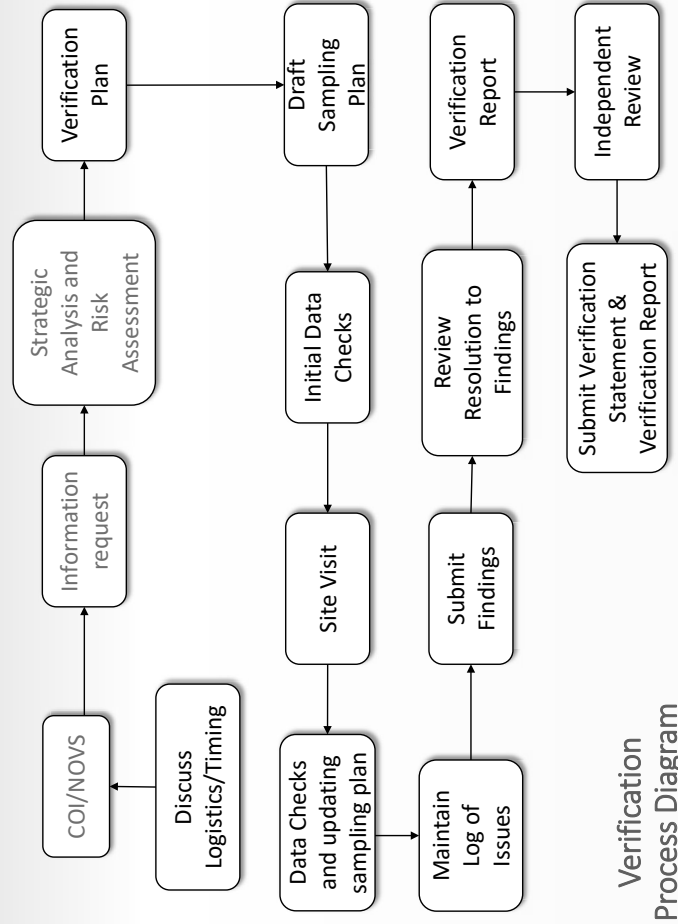 COI/NOVS
Information
request
Strategic
Analysis and
Risk
Assessment
Verification
Plan
Discuss
Logistics/Timing
Draft
Sampling
Plan
Initial Data
Checks
Site Visit
Data Checks
and updating
sampling plan
Maintain
Log of
Issues
Submit
Findings
Review
Resolution to
Findings
Verification
Report
Independent
Review
Submit Verification
Statement &
Verification Report
Verification
Process Diagram